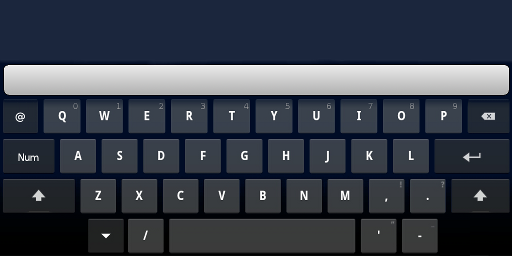 @ Q 0 W 1 E 2 R 3 T 4 Y 5 U 6 I 7 O 8 P 9
Num A S D F G H J K L
Z X C V B N M , ! . ?
/ ' " -